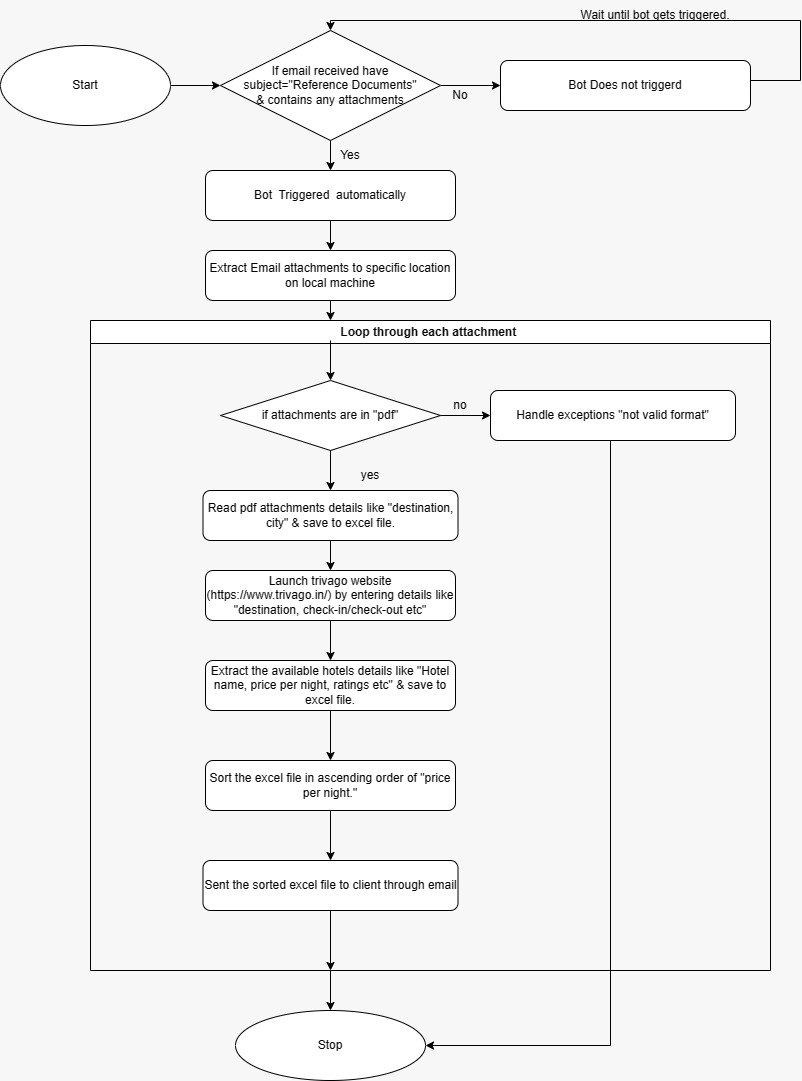 Wait until bot gets triggered.
Start
If email received have
subject="Reference Documents"
& contains any attachments
No
Bot Does not triggerd
Yes
Bot Triggered automatically
Extract Email attachments to specific location
on local machine
Loop through each attachment
if attachments are in "pdf"
no
Handle exceptions "not valid format"
yes
Read pdf attachments details like "destination,
city" & save to excel file.
Launch trivago website
(https://www.trivago.in/) by entering details like
"destination, check-in/check-out etc"
Extract the available hotels details like "Hotel
name, price per night, ratings etc" & save to
excel file.
Sort the excel file in ascending order of "price
per night."
Sent the sorted excel file to client through email
Stop